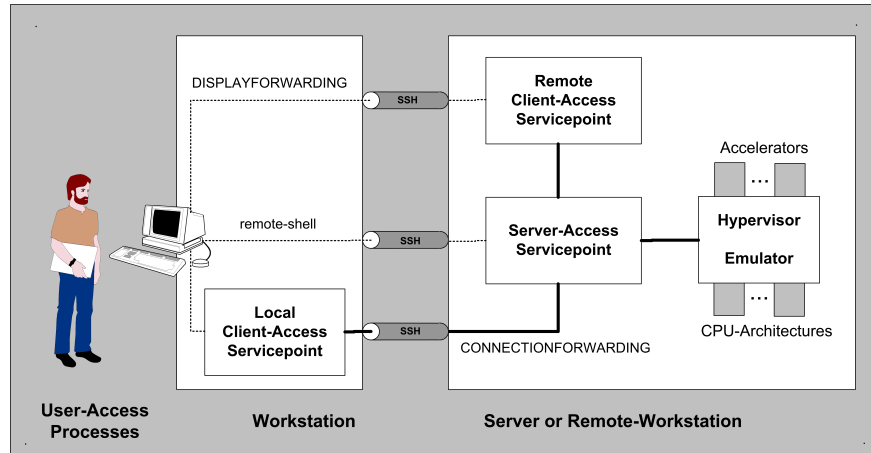 DISPLAYFORWARDING
SSH
Remote
Client-Access
Servicepoint
Accelerators
...
remote-shell
SSH
Server-Access
Servicepoint
Hypervisor
Emulator
Local
Client-Access
Servicepoint
SSH
CONNECTIONFORWARDING
...
CPU-Architectures
User-Access
Processes
Workstation
Server or Remote-Workstation